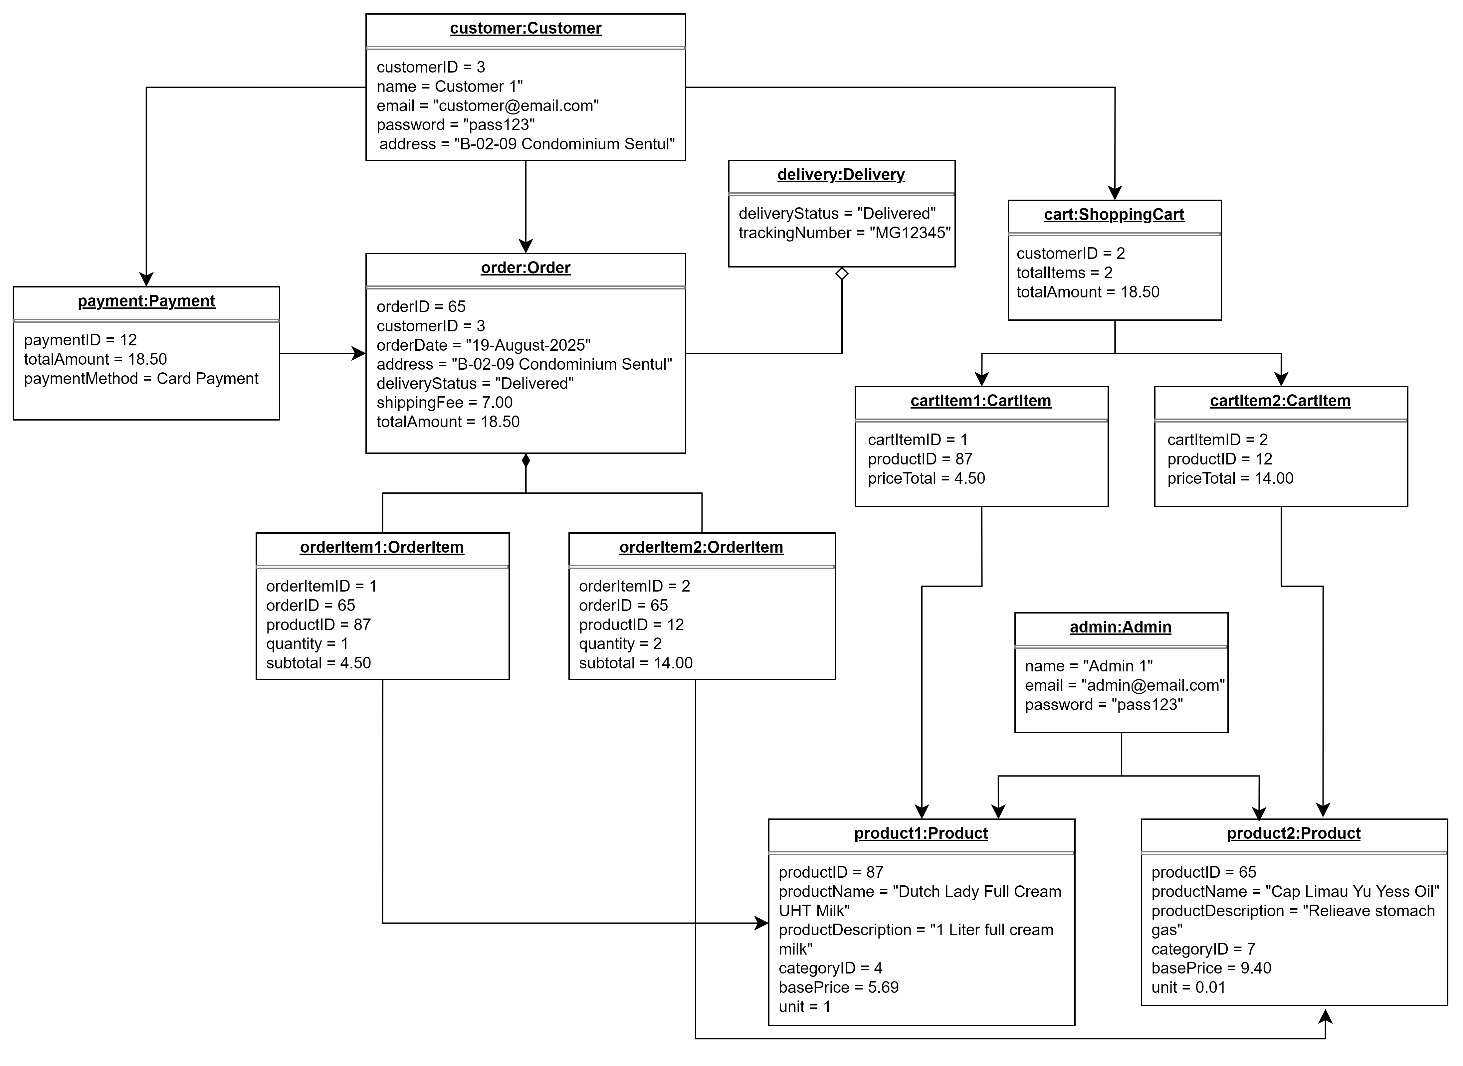 customer:Customer
customerID = 3
name = Customer 1"
email = "customer@email.com"
password = "pass123"
address = "B-02-09 Condominium Sentul"
delivery:Delivery
deliveryStatus = "Delivered"
trackingNumber = "MG12345"
cart:ShoppingCart
customerID = 2
totalItems = 2
totalAmount = 18.50
order:Order
orderID = 65
customerID = 3
orderDate = "19-August-2025"
address = "B-02-09 Condominium Sentul"
deliveryStatus = "Delivered"
shippingFee = 7.00
totalAmount = 18.50
payment:Payment
paymentID = 12
totalAmount = 18.50
paymentMethod = Card Payment
cartItem1:CartItem
cartItemID = 1
productID = 87
priceTotal = 4.50
cartItem2:CartItem
cartItemID = 2
productID = 12
priceTotal = 14.00
orderItem1:OrderItem
orderItemID = 1
orderID = 65
productID = 87
quantity = 1
subtotal = 4.50
orderItem2:OrderItem
orderItemID = 2
orderID = 65
productID = 12
quantity = 2
subtotal = 14.00
admin:Admin
name = "Admin 1"
email = "admin@email.com"
password = "pass123"
product1:Product
productID = 87
productName = "Dutch Lady Full Cream
UHT Milk"
productDescription = "1 Liter full cream
milk"
categoryID = 4
basePrice = 5.69
unit = 1
product2:Product
productID = 65
productName = "Cap Limau Yu Yess Oil"
productDescription = "Relieave stomach
gas"
categoryID = 7
basePrice = 9.40
unit = 0.01